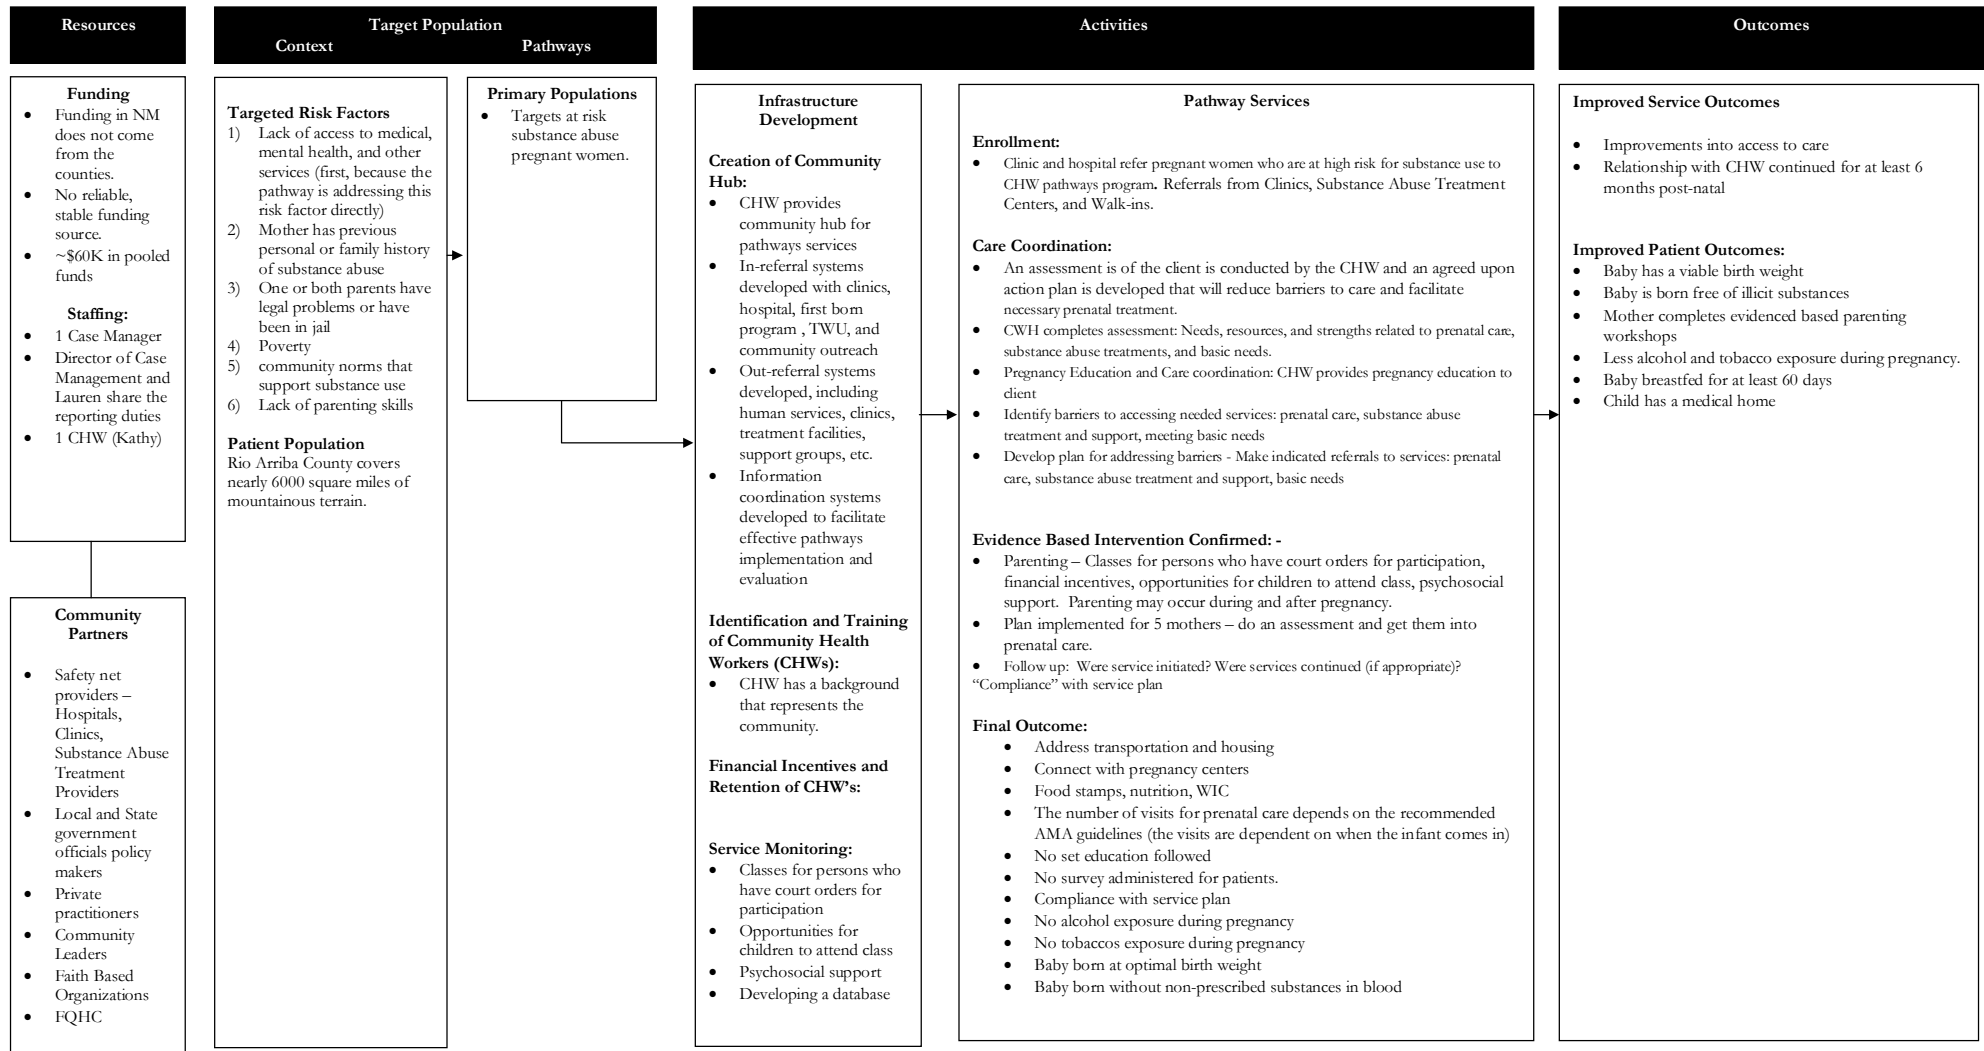 Resources
Target Population
Context
Pathways
Activities
Outcomes
Funding
• Funding in NM
does not come
from the
counties.
• No reliable,
stable funding
source.
• ~$60K in pooled
funds
Staffing:
• 1 Case Manager
• Director of Case
Management and
Lauren share the
reporting duties
• 1 CHW (Kathy)
Community
Partners
• Safety net
providers –
Hospitals,
Clinics,
Substance Abuse
Treatment
Providers
• Local and State
government
officials policy
makers
• Private
practitioners
• Community
Leaders
• Faith Based
Organizations
• FQHC
Targeted Risk Factors
1) Lack of access to medical,
mental health, and other
services (first, because the
pathway is addressing this
risk factor directly)
2) Mother has previous
personal or family history
of substance abuse
3) One or both parents have
legal problems or have
been in jail
4) Poverty
5) community norms that
support substance use
6) Lack of parenting skills
Patient Population
Rio Arriba County covers
nearly 6000 square miles of
mountainous terrain.
Primary Populations
• Targets at risk
substance abuse
pregnant women.
Infrastructure
Development
Creation of Community
Hub:
• CHW provides
community hub for
pathways services
• In-referral systems
developed with clinics,
hospital, first born
program , TWU, and
community outreach
• Out-referral systems
developed, including
human services, clinics,
treatment facilities,
support groups, etc.
• Information
coordination systems
developed to facilitate
effective pathways
implementation and
evaluation
Identification and Training
of Community Health
Workers (CHWs):
• CHW has a background
that represents the
community.
Financial Incentives and
Retention of CHW's:
Service Monitoring:
• Classes for persons who
have court orders for
participation
• Opportunities for
children to attend class
• Psychosocial support
• Developing a database
Pathway Services
Enrollment:
• Clinic and hospital refer pregnant women who are at high risk for substance use to
CHW pathways program. Referrals from Clinics, Substance Abuse Treatment
Centers, and Walk-ins.
Care Coordination:
• An assessment is of the client is conducted by the CHW and an agreed upon
action plan is developed that will reduce barriers to care and facilitate
necessary prenatal treatment.
• CWH completes assessment: Needs, resources, and strengths related to prenatal care,
substance abuse treatments, and basic needs.
• Pregnancy Education and Care coordination: CHW provides pregnancy education to
client
• Identify barriers to accessing needed services: prenatal care, substance abuse
treatment and support, meeting basic needs
• Develop plan for addressing barriers - Make indicated referrals to services: prenatal
care, substance abuse treatment and support, basic needs
Evidence Based Intervention Confirmed: -
• Parenting – Classes for persons who have court orders for participation,
financial incentives, opportunities for children to attend class, psychosocial
support. Parenting may occur during and after pregnancy.
• Plan implemented for 5 mothers – do an assessment and get them into
prenatal care.
• Follow up: Were service initiated? Were services continued (if appropriate)?
“Compliance” with service plan
Final Outcome:
• Address transportation and housing
• Connect with pregnancy centers
• Food stamps, nutrition, WIC
• The number of visits for prenatal care depends on the recommended
AMA guidelines (the visits are dependent on when the infant comes in)
• No set education followed
• No survey administered for patients.
• Compliance with service plan
• No alcohol exposure during pregnancy
• No tobaccos exposure during pregnancy
• Baby born at optimal birth weight
• Baby born without non-prescribed substances in blood
Improved Service Outcomes
• Improvements into access to care
• Relationship with CHW continued for at least 6
months post-natal
Improved Patient Outcomes:
• Baby has a viable birth weight
• Baby is born free of illicit substances
• Mother completes evidenced based parenting
workshops
• Less alcohol and tobacco exposure during pregnancy.
• Baby breastfed for at least 60 days
• Child has a medical home